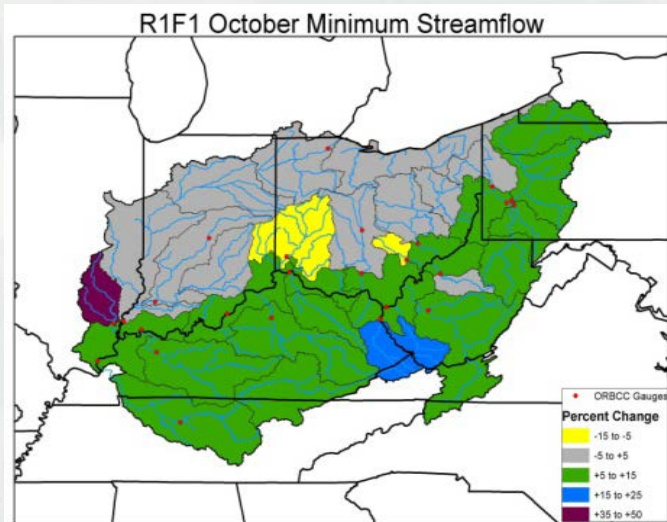 R1F1 October Minimum Streamflow
ORBCC Gauges
Percent Change
-15 to -5
-5 to +5
+5 to +15
+15 to +25
+35 to +50